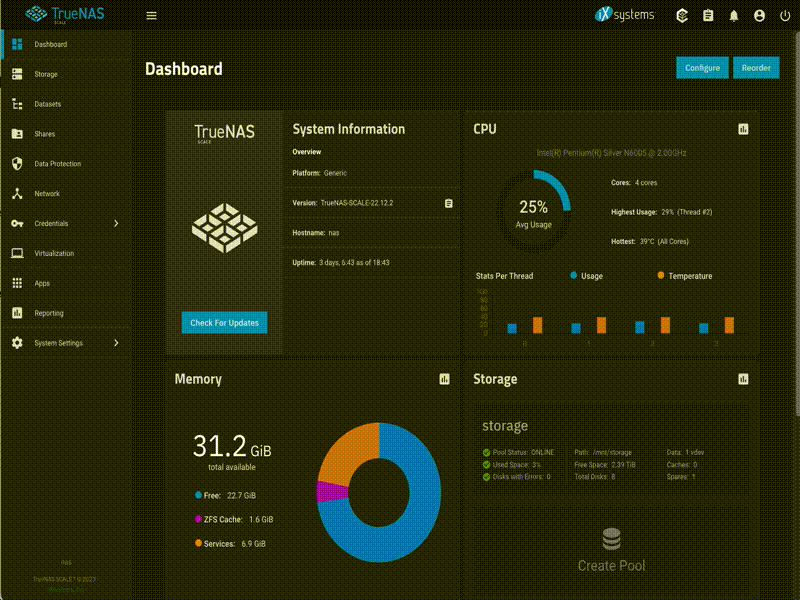 TrueNAS
SCALE
iX systems
Dashboard
Storage
Datasets
Shares
Data Protection
Network
Credentials
Virtualization
Apps
Reporting
System Settings
nas
TrueNAS SCALE ® © 2023
Dashboard
Configure
Reorder
TrueNAS
SCALE
Check For Updates
System Information
Overview
Platform: Generic
Version: TrueNAS-SCALE-22.12.2
Hostname: nas
Uptime: 3 days, 6:43 as of 18:43
CPU
Intel(R) Pentium(R) Silver N6005 @ 2.00GHz
25%
Avg Usage
Cores: 4 cores
Highest Usage: 29% (Thread #2)
Hottest: 39°C (All Cores)
Stats Per Thread
Usage
Temperature
100
80
60
40
20
0
0 1 2 3
Memory
31.2 GiB
total available
Free: 22.7 GiB
ZFS Cache: 1.6 GiB
Services: 6.9 GiB
Storage
storage
Pool Status: ONLINE
Used Space: 3%
Disks with Errors: 0
Path: /mnt/storage
Free Space: 2.39 TiB
Total Disks: 8
Data: 1 vdev
Caches: 0
Spares: 1
Create Pool